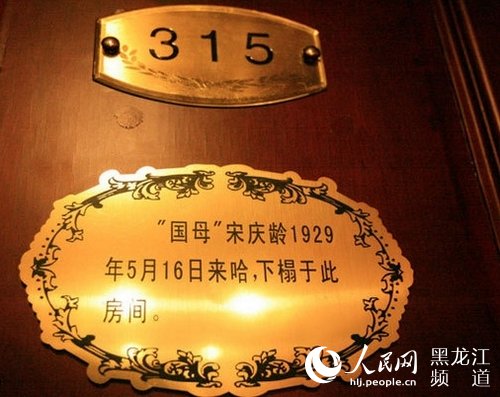 315
"国母"宋庆龄1929
年5月16日来哈,下榻于此
房间。
人民网 黑龙江
hlj.people.cn 频道